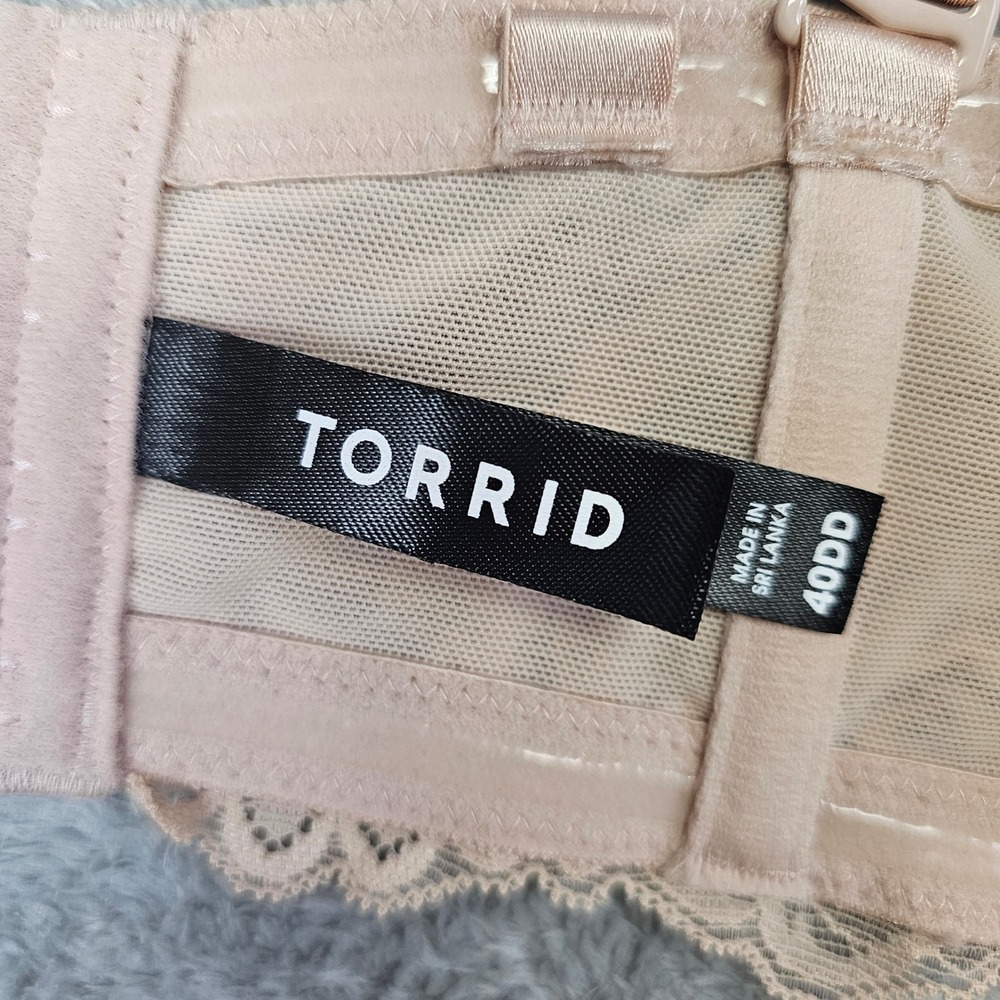 TORRID
MADE IN
SRI LANKA
40DD